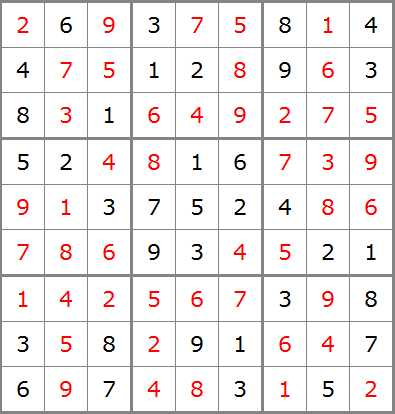 2 6 9 3 7 5 8 1 4
4 7 5 1 2 8 9 6 3
8 3 1 6 4 9 2 7 5
5 2 4 8 1 6 7 3 9
9 1 3 7 5 2 4 8 6
7 8 6 9 3 4 5 2 1
1 4 2 5 6 7 3 9 8
3 5 8 2 9 1 6 4 7
6 9 7 4 8 3 1 5 2